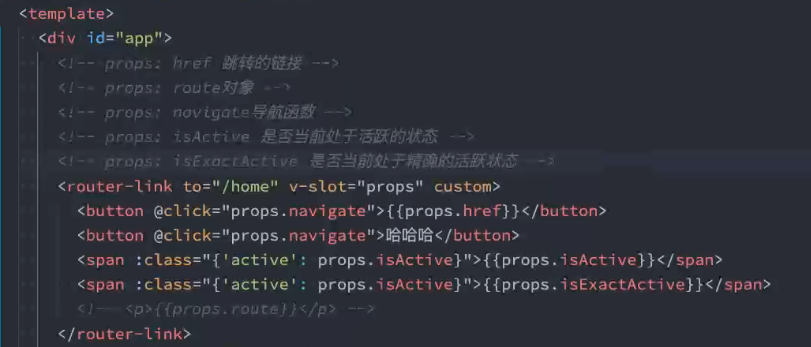 <template>
<div id="app">
<!-- props: href 跳转的链接 -->
<!-- props: route对象 -->
<!-- props: navigate导航函数 -->
<!-- props: isActive 是否当前处于活跃的状态 -->
<!-- props: isExactActive 是否当前处于精确的活跃状态 -->
<router-link to="/home" v-slot="props" custom>
<button @click="props.navigate">{{props.href}}</button>
<button @click="props.navigate">哈哈哈</button>
<span :class="{'active': props.isActive}">{{props.isActive}}</span>
<span :class="{'active': props.isActive}">{{props.isExactActive}}</span>
<!-- <p>{{props.route}}</p> -->
</router-link>